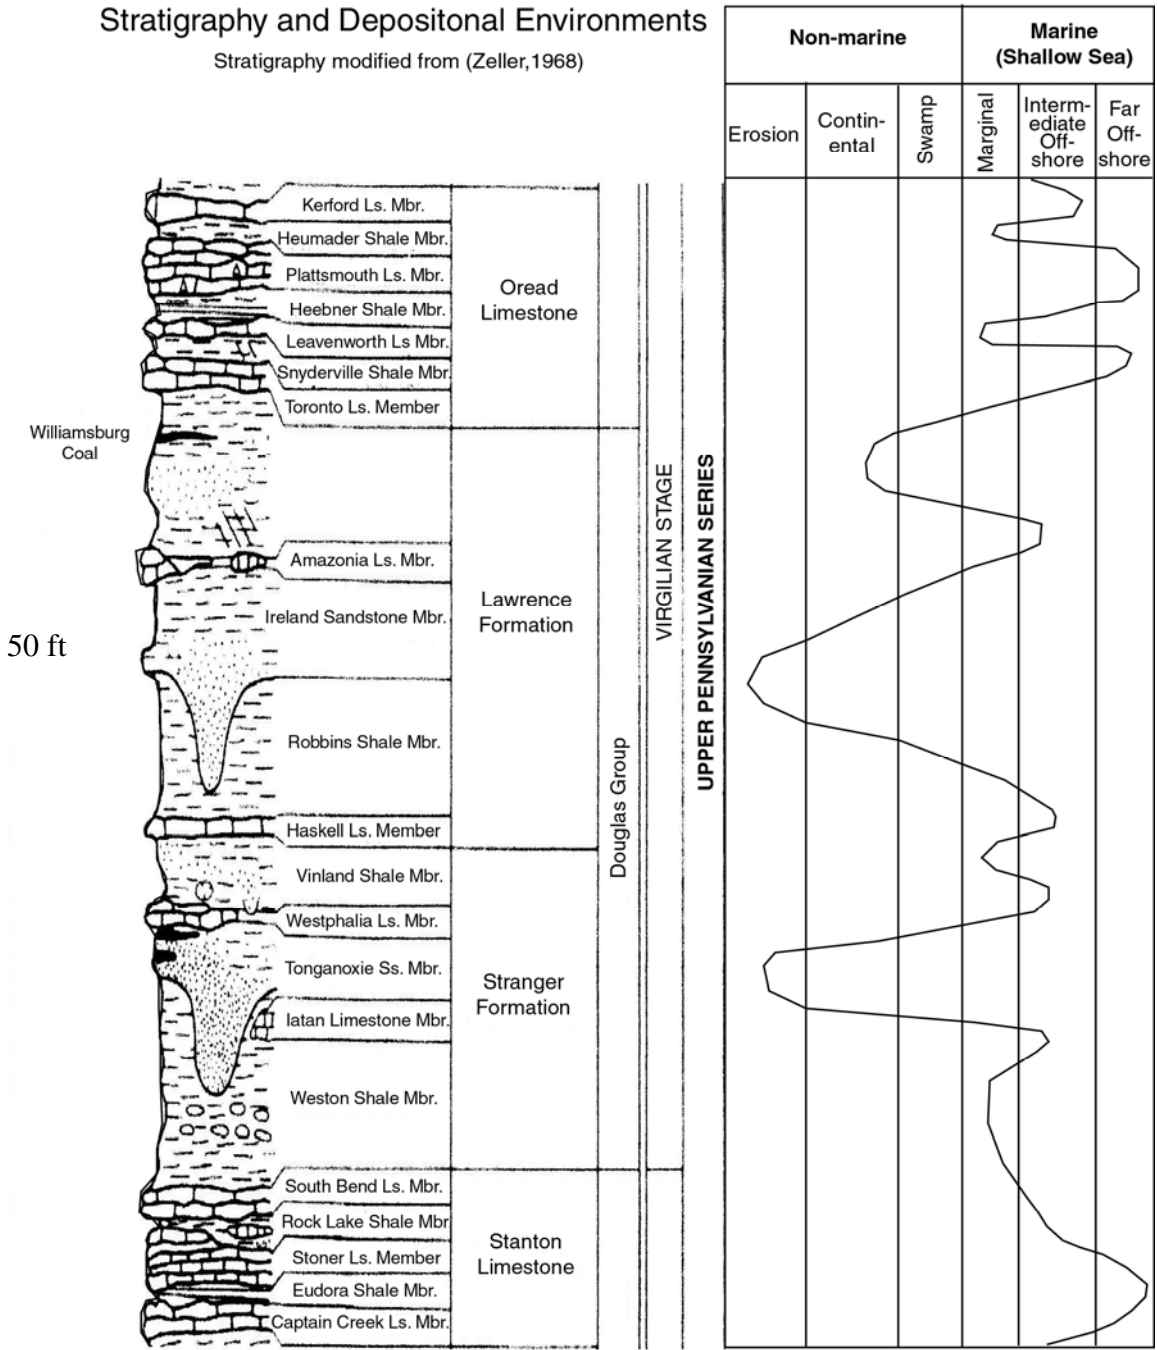 Stratigraphy and Depositonal Environments
Stratigraphy modified from (Zeller,1968)
Non-marine
Marine
(Shallow Sea)
Erosion
Contin-
ental
Swamp
Marginal
Interm-
ediate
Off-
shore
Far
Off-
shore
Kerford Ls. Mbr.
Heumader Shale Mbr.
Plattsmouth Ls. Mbr.
Heebner Shale Mbr.
Leavenworth Ls Mbr.
Snyderville Shale Mbr.
Toronto Ls. Member
Oread
Limestone
Williamsburg
Coal
Amazonia Ls. Mbr.
Ireland Sandstone Mbr.
Robbins Shale Mbr.
Haskell Ls. Member
Lawrence
Formation
50 ft
Vinland Shale Mbr.
Westphalia Ls. Mbr.
Tonganoxie Ss. Mbr.
Iatan Limestone Mbr.
Weston Shale Mbr.
Stranger
Formation
South Bend Ls. Mbr.
Rock Lake Shale Mbr
Stoner Ls. Member
Eudora Shale Mbr.
Captain Creek Ls. Mbr.
Stanton
Limestone
Douglas Group
VIRGILIAN STAGE
UPPER PENNSYLVANIAN SERIES